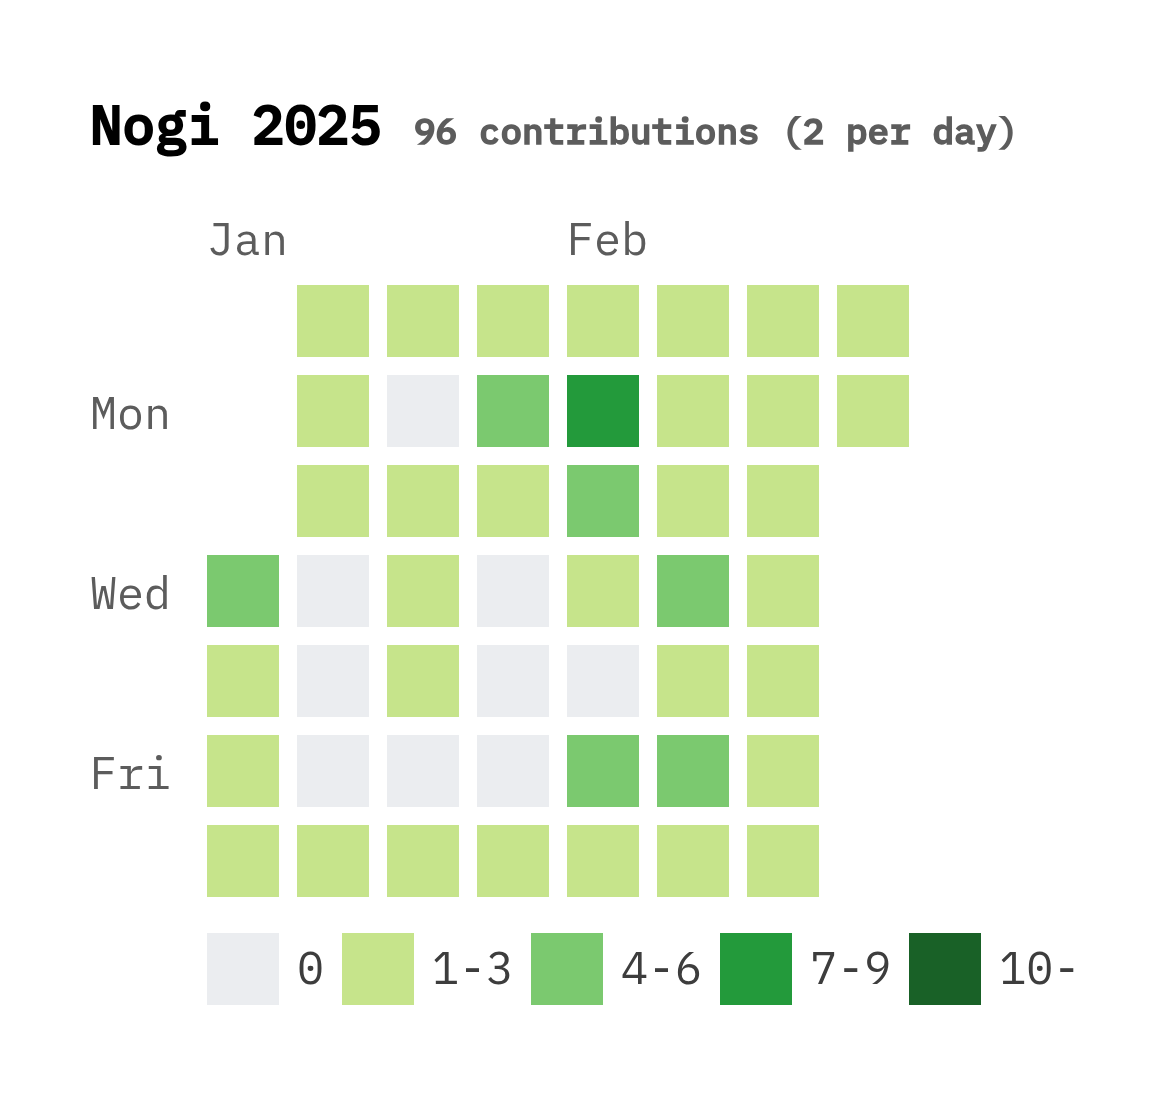 Nogi 2025 96 contributions (2 per day)
Jan Feb
Mon
Wed
Fri
0 1-3 4-6 7-9 10-